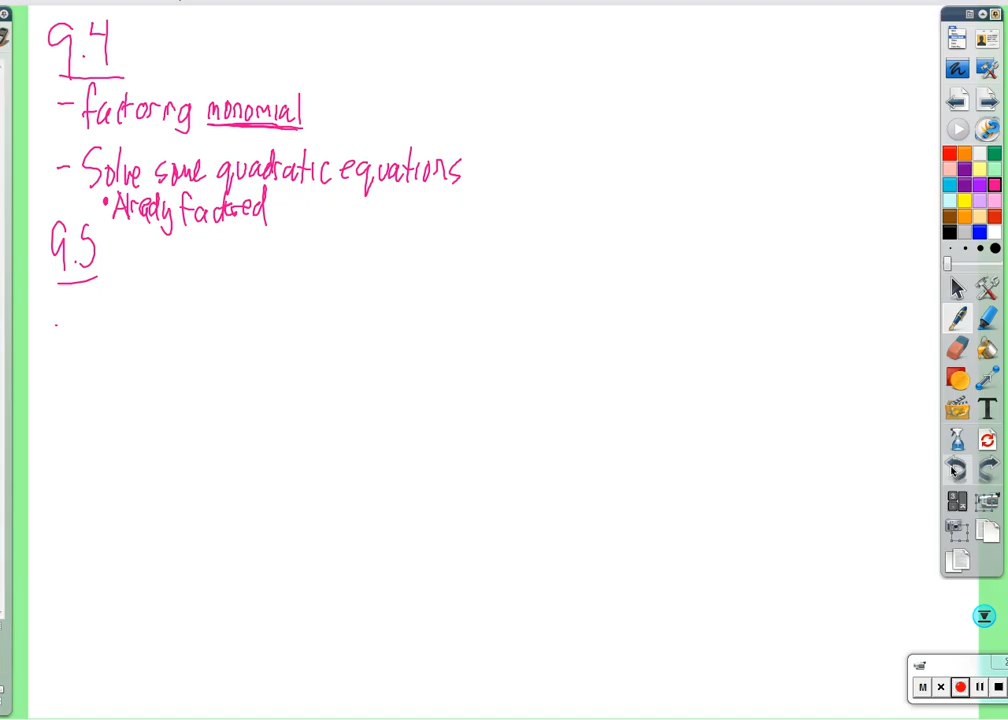 9.4
- factoring monomial
- Solve some quadratic equations
• Already factored
9.5
T
M